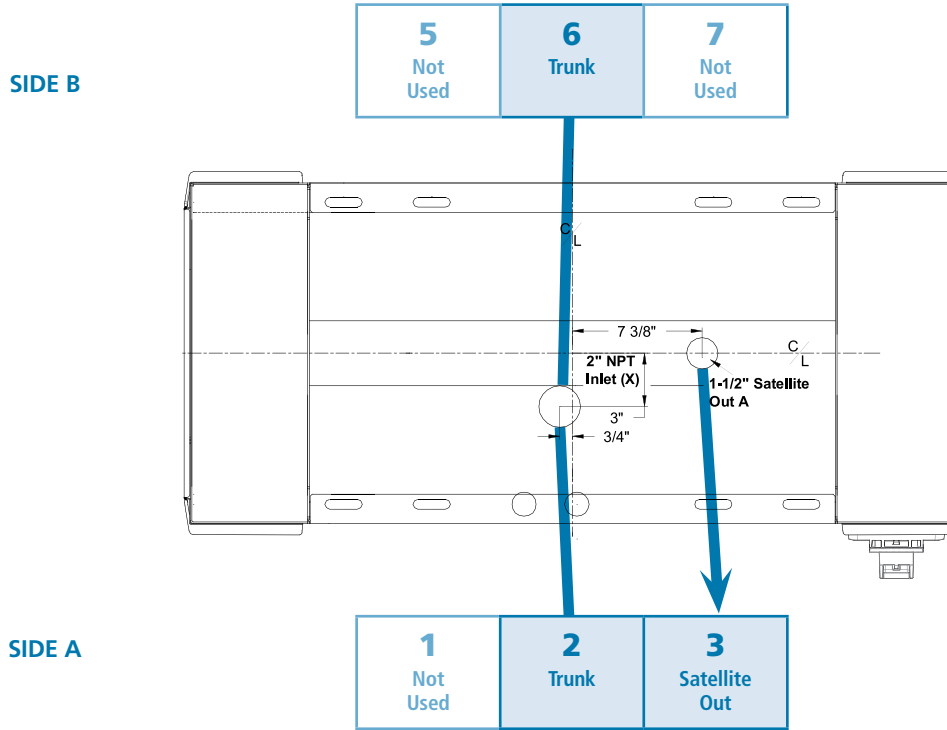 5
Not
Used
6
Trunk
7
Not
Used
SIDE B
C
L
7 3/8"
C
L
2" NPT
Inlet (X)
1-1/2" Satellite
Out A
3"
3/4"
SIDE A
1
Not
Used
2
Trunk
3
Satellite
Out